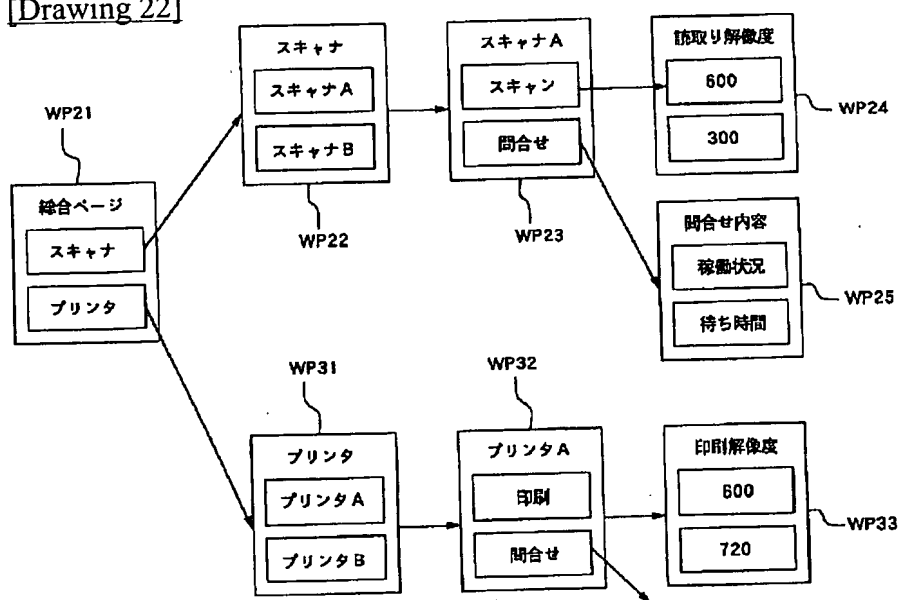 [Drawing 22]
WP21
総合ページ
スキャナ
プリンタ
スキャナ
スキャナA
スキャナB
WP22
スキャナA
スキャン
問合せ
WP23
読取り解像度
600
300
WP24
問合せ内容
稼働状況
待ち時間
WP25
WP31
プリンタ
プリンタA
プリンタB
WP32
プリンタA
印刷
問合せ
印刷解像度
600
720
WP33